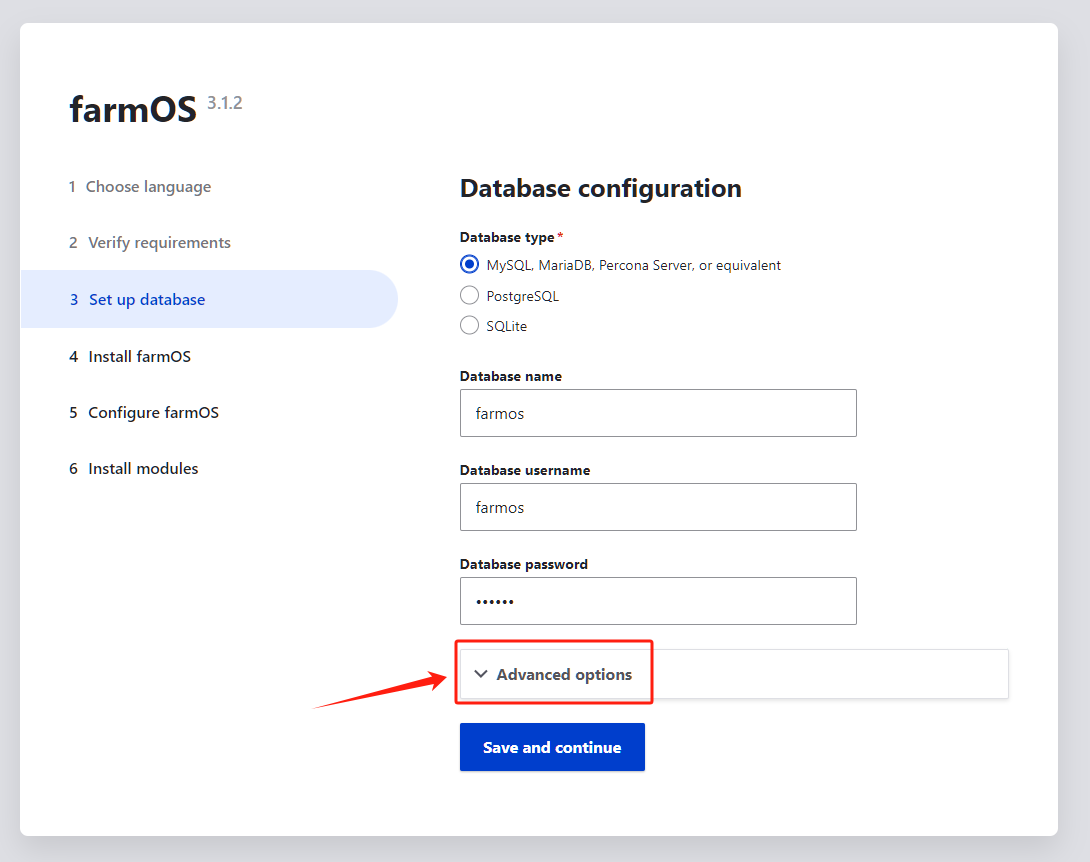 farmOS 3.1.2
1 Choose language
2 Verify requirements
3 Set up database
4 Install farmOS
5 Configure farmOS
6 Install modules
Database configuration
Database type*
MySQL, MariaDB, Percona Server, or equivalent
PostgreSQL
SQLite
Database name
farmos
Database username
farmos
Database password
••••••
Advanced options
Save and continue